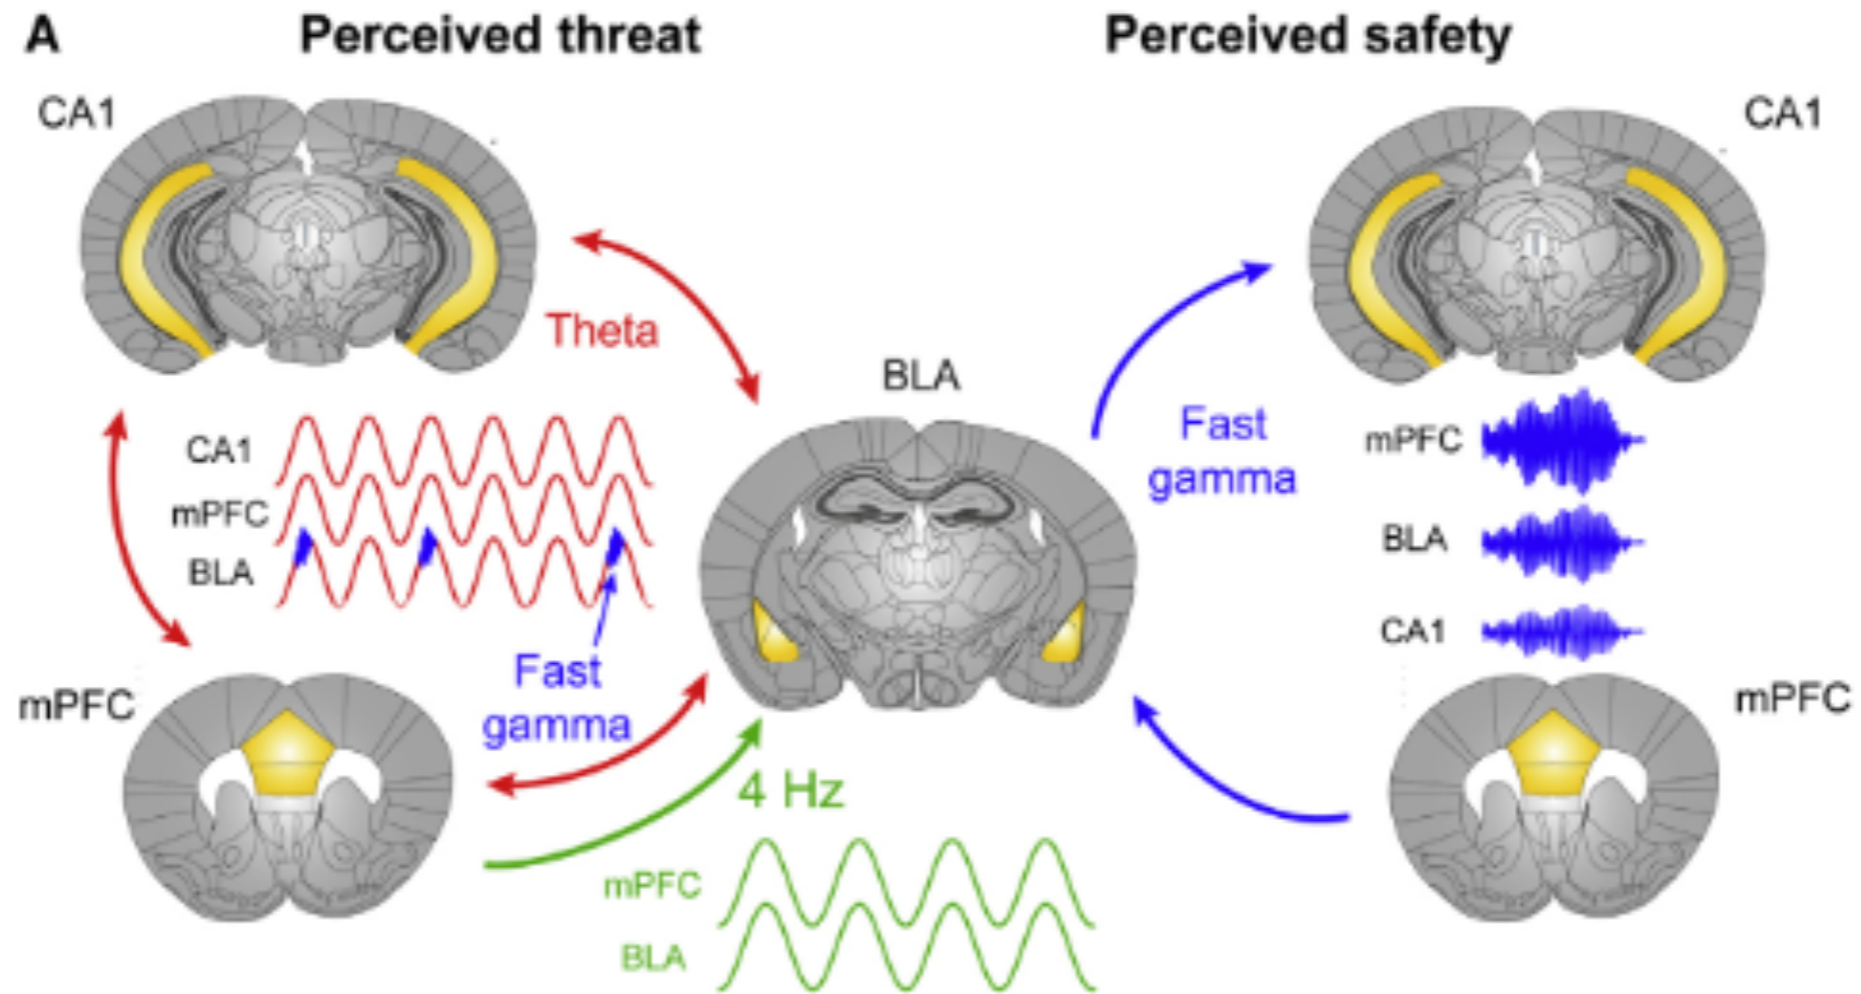 A
Perceived threat
Perceived safety
CA1
CA1
Theta
BLA
Fast
gamma
CA1
mPFC
BLA
mPFC
BLA
CA1
Fast
gamma
mPFC
mPFC
4 Hz
mPFC
BLA